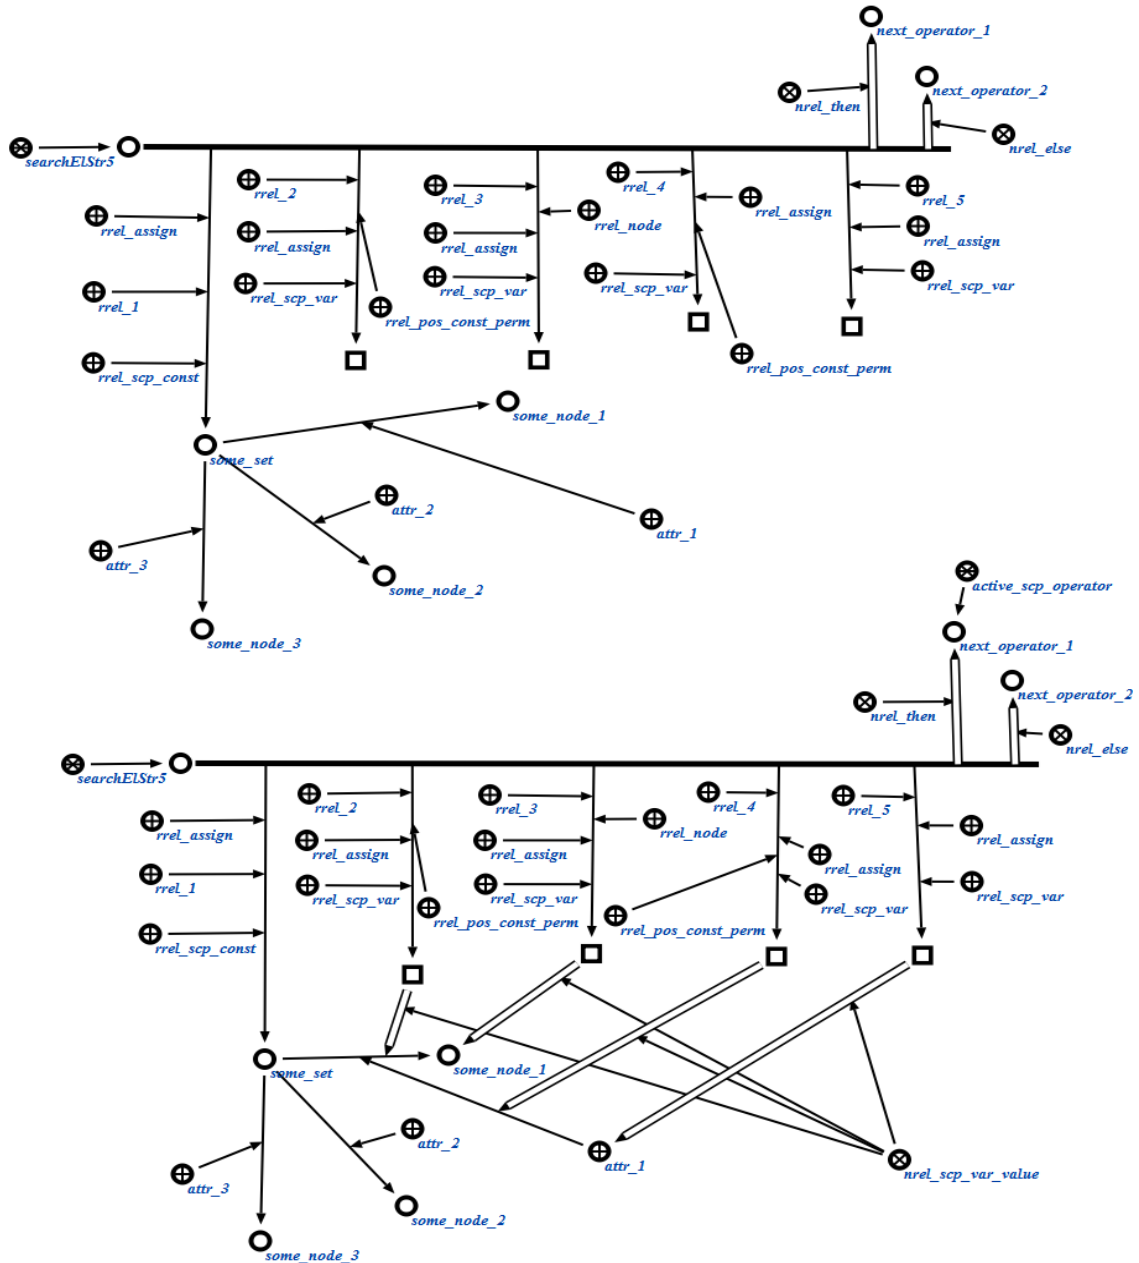 next_operator_1
next_operator_2
nrel_then
nrel_else
searchElStr5
rrel_2
rrel_3
rrel_4
rrel_5
rrel_assign
rrel_assign
rrel_node
rrel_assign
rrel_assign
rrel_assign
rrel_scp_var
rrel_scp_var
rrel_scp_var
rrel_scp_var
rrel_1
rrel_pos_const_perm
rrel_pos_const_perm
rrel_scp_const
some_node_1
some_set
attr_2
attr_1
attr_3
some_node_2
some_node_3
active_scp_operator
next_operator_1
next_operator_2
nrel_then
nrel_else
searchElStr5
rrel_2
rrel_3
rrel_4
rrel_5
rrel_assign
rrel_node
rrel_assign
rrel_assign
rrel_assign
rrel_assign
rrel_1
rrel_scp_var
rrel_scp_var
rrel_scp_var
rrel_scp_var
rrel_pos_const_perm
rrel_pos_const_perm
rrel_scp_const
some_set
some_node_1
attr_2
attr_1
nrel_scp_var_value
attr_3
some_node_2
some_node_3